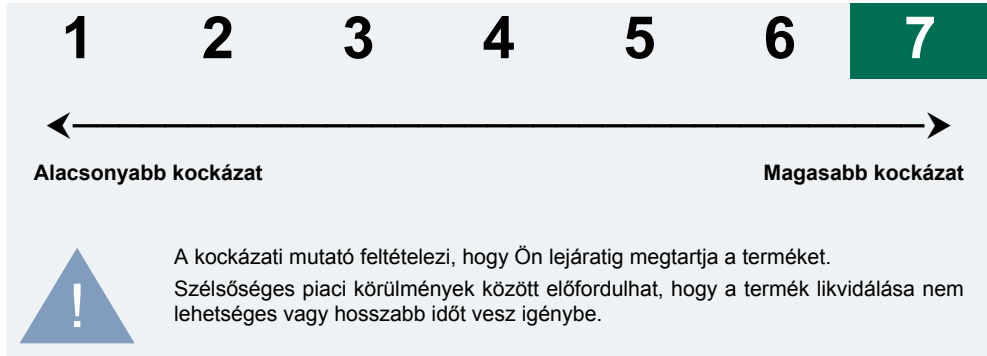 1 2 3 4 5 6 7
Alacsonyabb kockázat Magasabb kockázat
!
A kockázati mutató feltételezi, hogy Ön lejáratig megtartja a terméket.
Szélsőséges piaci körülmények között előfordulhat, hogy a termék likvidálása nem
lehetséges vagy hosszabb időt vesz igénybe.